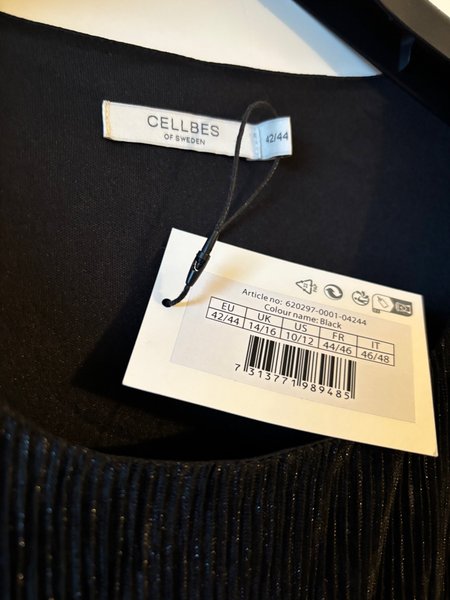 CELLBES
OF SWEDEN
42/44
Article no: 620297-0001-04244
Colour name: Black
EU UK US FR IT
42/44 14/16 10/12 44/46 46/48
7 313771 989485